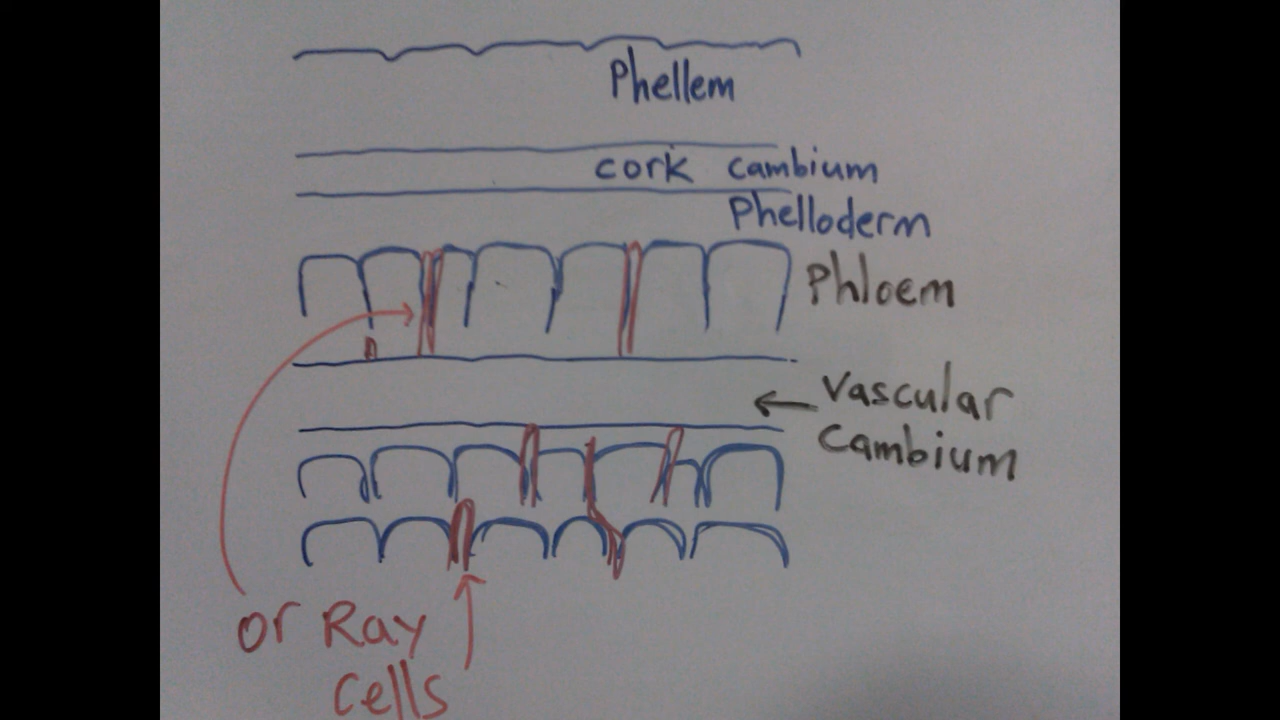 Phellem
cork cambium
Phelloderm
Phloem
← Vascular
Cambium
or Ray
cells